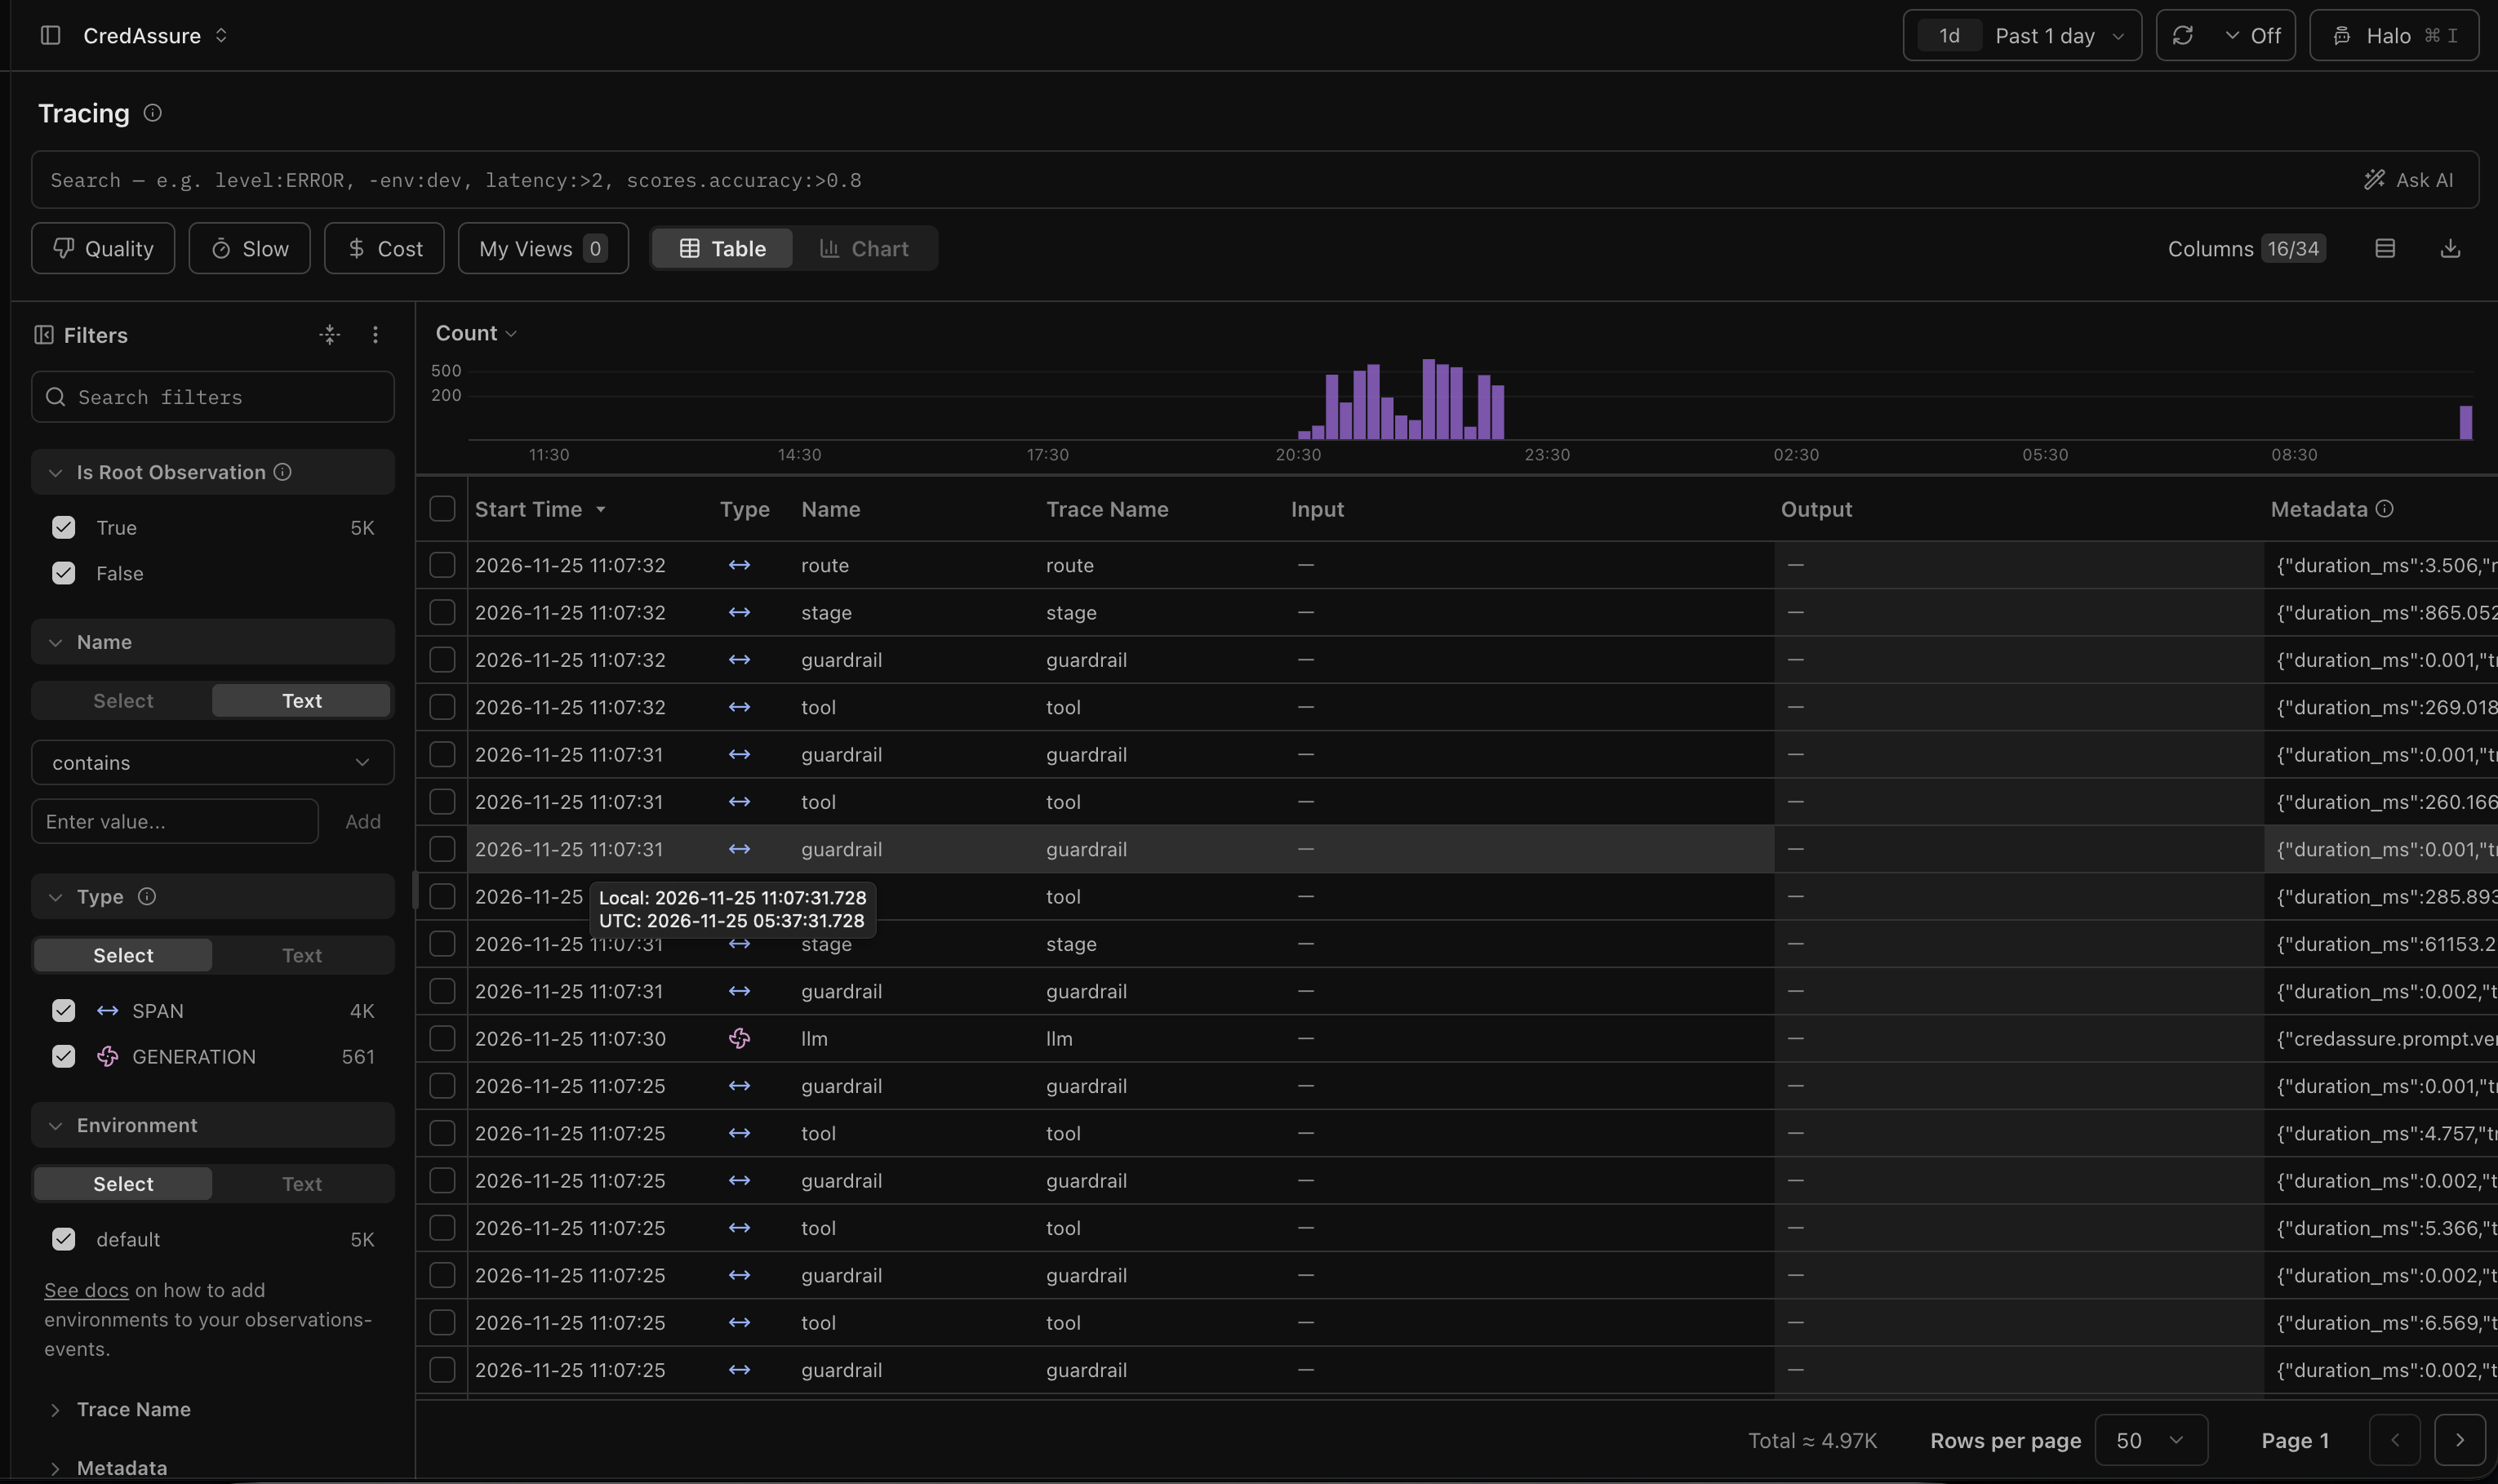 CredAssure
1d Past 1 day Off Halo ⌘ I
Tracing
Search — e.g. level:ERROR, -env:dev, latency:>2, scores.accuracy:>0.8 Ask AI
Quality Slow Cost My Views 0 Table Chart Columns 16/34
Filters
Search filters
Is Root Observation
True 5K
False
Name
Select Text
contains
Enter value... Add
Type
Select Text
SPAN 4K
GENERATION 561
Environment
Select Text
default 5K
See docs on how to add
environments to your observations-
events.
Trace Name
Metadata
Count
500
200
11:30 14:30 17:30 20:30 23:30 02:30 05:30 08:30
Start Time Type Name Trace Name Input Output Metadata
2026-11-25 11:07:32 route route — — {"duration_ms":3.506,"r
2026-11-25 11:07:32 stage stage — — {"duration_ms":865.052
2026-11-25 11:07:32 guardrail guardrail — — {"duration_ms":0.001,"tr
2026-11-25 11:07:32 tool tool — — {"duration_ms":269.018
2026-11-25 11:07:31 guardrail guardrail — — {"duration_ms":0.001,"tr
2026-11-25 11:07:31 tool tool — — {"duration_ms":260.166
2026-11-25 11:07:31 guardrail guardrail — — {"duration_ms":0.001,"tr
2026-11-25 tool — — {"duration_ms":285.893
Local: 2026-11-25 11:07:31.728
UTC: 2026-11-25 05:37:31.728
2026-11-25 11:07:31 stage stage — — {"duration_ms":61153.2
2026-11-25 11:07:31 guardrail guardrail — — {"duration_ms":0.002,"t
2026-11-25 11:07:30 llm llm — — {"credassure.prompt.ver
2026-11-25 11:07:25 guardrail guardrail — — {"duration_ms":0.001,"tr
2026-11-25 11:07:25 tool tool — — {"duration_ms":4.757,"tr
2026-11-25 11:07:25 guardrail guardrail — — {"duration_ms":0.002,"t
2026-11-25 11:07:25 tool tool — — {"duration_ms":5.366,"t
2026-11-25 11:07:25 guardrail guardrail — — {"duration_ms":0.002,"t
2026-11-25 11:07:25 tool tool — — {"duration_ms":6.569,"t
2026-11-25 11:07:25 guardrail guardrail — — {"duration_ms":0.002,"t
Total ≈ 4.97K Rows per page 50 Page 1